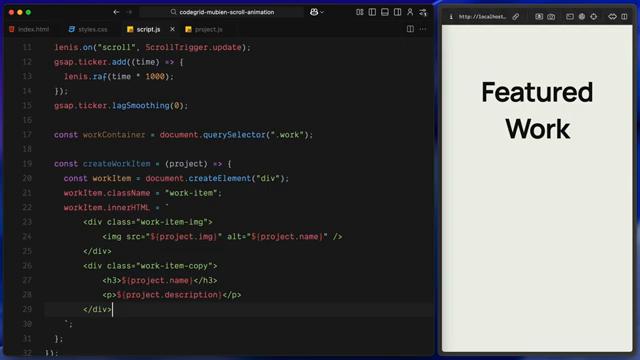 codegrid-mubien-scroll-animation
index.html
styles.css
script.js
project.js
http://localhost...
11 lenis.on("scroll", ScrollTrigger.update);
12 gsap.ticker.add((time) => {
13 lenis.raf(time * 1000);
14 });
15 gsap.ticker.lagSmoothing(0);
16
17 const workContainer = document.querySelector(".work");
18
19 const createWorkItem = (project) => {
20 const workItem = document.createElement("div");
21 workItem.className = "work-item";
22 workItem.innerHTML = `
23 <div class="work-item-img">
24 <img src="${project.img}" alt="${project.name}" />
25 </div>
26 <div class="work-item-copy">
27 <h3>${project.name}</h3>
28 <p>${project.description}</p>
29 </div>
30 `;
31 };
32 });
Featured
Work